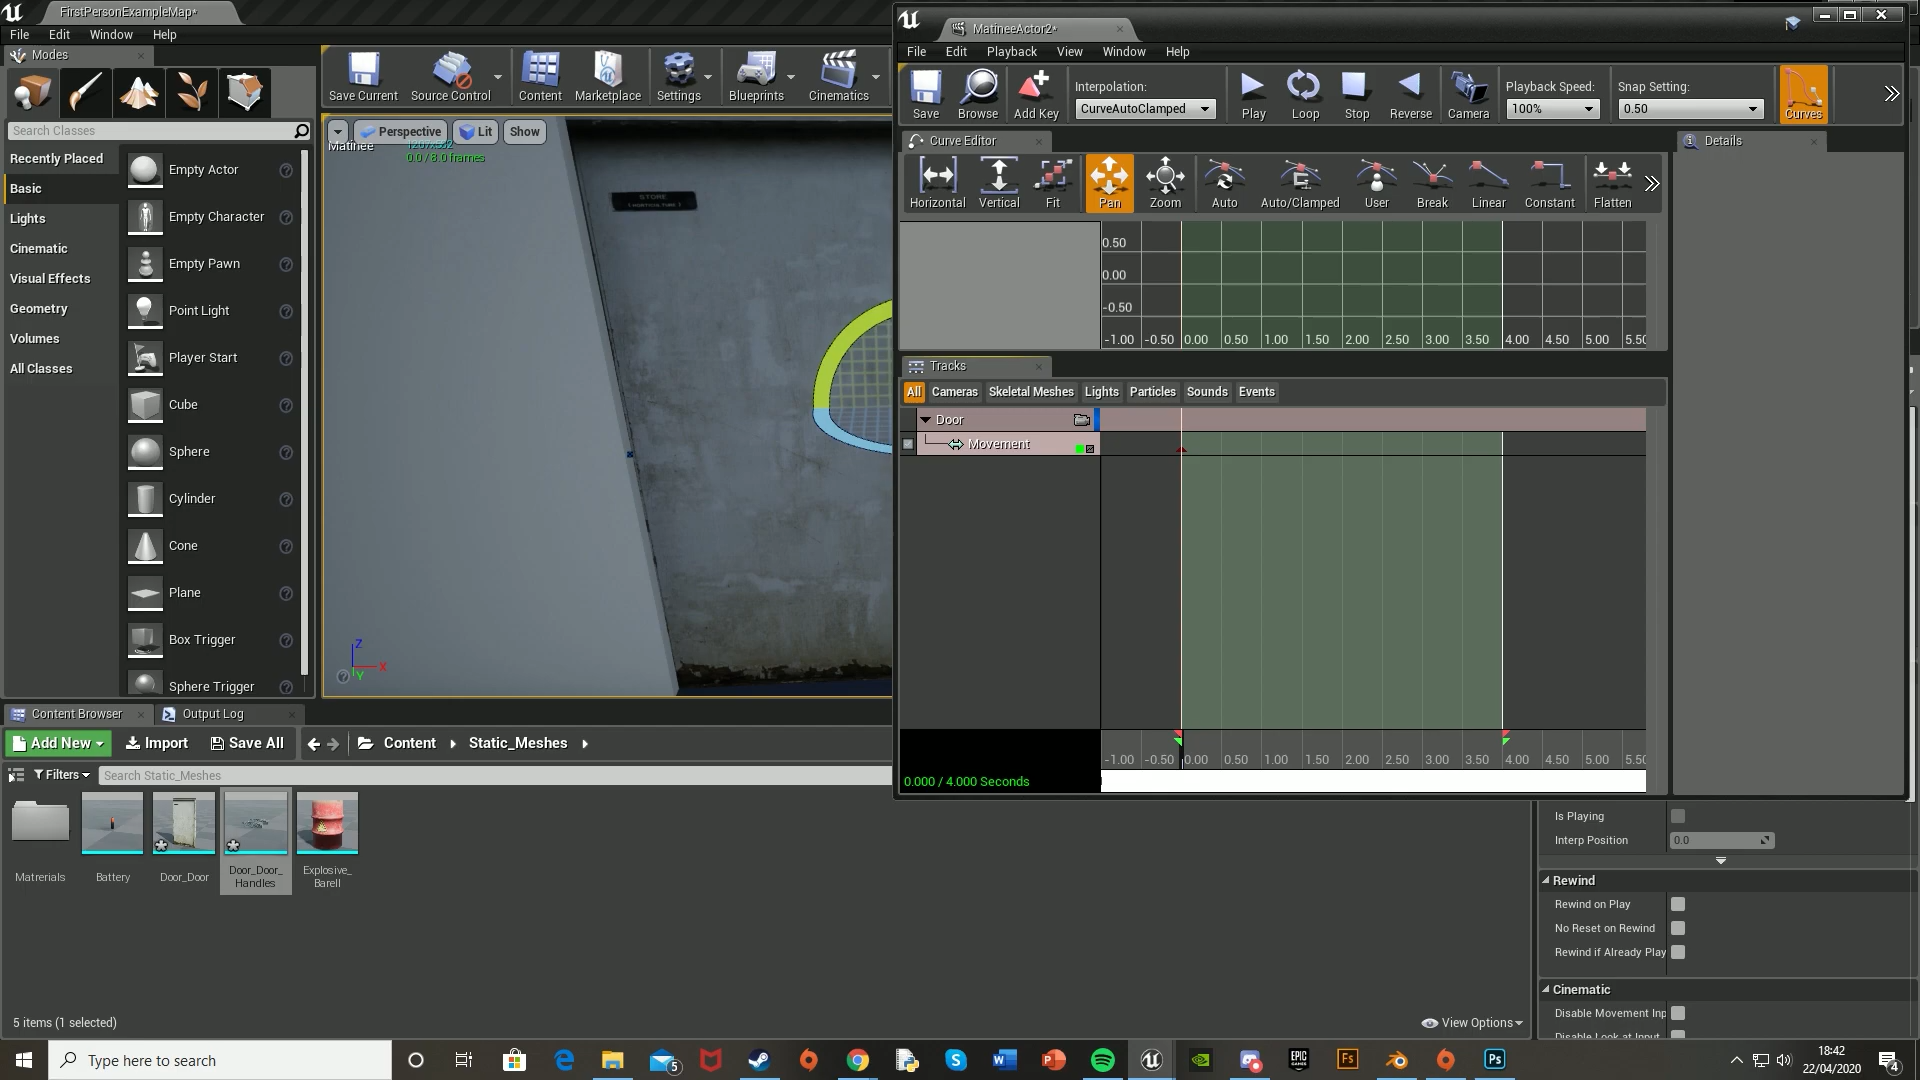 FirstPersonExampleMap*
File Edit Window Help
Modes
Search Classes
Recently Placed
Basic
Lights
Cinematic
Visual Effects
Geometry
Volumes
All Classes
Empty Actor
Empty Character
Empty Pawn
Point Light
Player Start
Cube
Sphere
Cylinder
Cone
Plane
Box Trigger
Sphere Trigger
Save Current Source Control Content Marketplace Settings Blueprints Cinematics
Perspective Lit Show
Matinee
0.0 / 8.0 frames
STORE
Z
X
Y
MatineeActor2*
File Edit Playback View Window Help
Save Browse Add Key
Interpolation:
CurveAutoClamped
Play Loop Stop Reverse Camera
Playback Speed:
100%
Snap Setting:
0.50
Curves
Curve Editor
Horizontal Vertical Fit Pan Zoom Auto Auto/Clamped User Break Linear Constant Flatten
0.50
0.00
-0.50
-1.00 -0.50 0.00 0.50 1.00 1.50 2.00 2.50 3.00 3.50 4.00 4.50 5.00 5.50
Details
Tracks
All Cameras Skeletal Meshes Lights Particles Sounds Events
Door
Movement
-1.00 -0.50 0.00 0.50 1.00 1.50 2.00 2.50 3.00 3.50 4.00 4.50 5.00 5.50
0.000 / 4.000 Seconds
Content Browser Output Log
Add New Import Save All Content Static_Meshes
Filters Search Static_Meshes
Matrerials
Battery
Door_Door
Door_Door_
Handles
Explosive_
Barell
5 items (1 selected)
View Options
Is Playing
Interp Position 0.0
Rewind
Rewind on Play
No Reset on Rewind
Rewind if Already Play
Cinematic
Disable Movement Inp
Disable Look at Input
Type here to search
5
W
P
EPIC
GAMES
Fs
Ps
18:42
22/04/2020
4